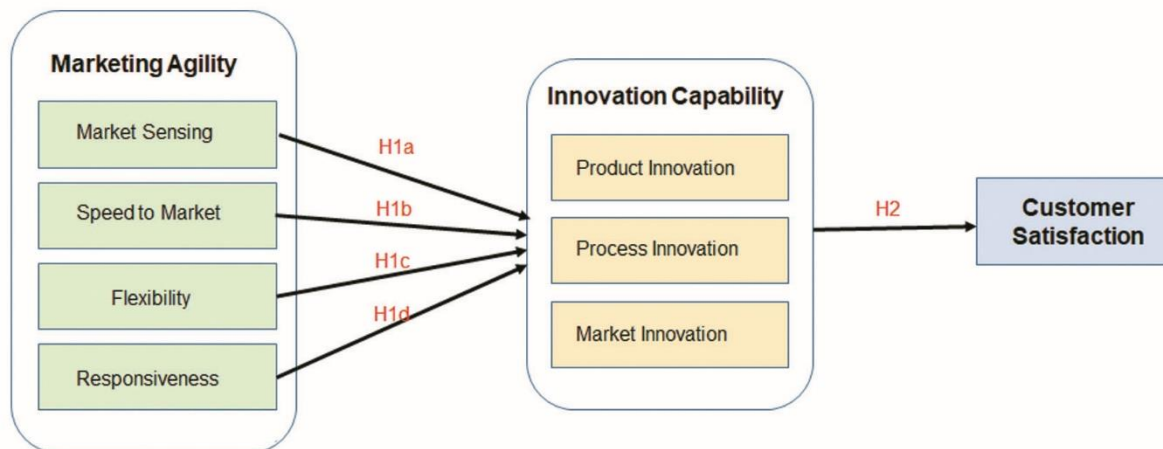 Marketing Agility
Market Sensing
Speed to Market
Flexibility
Responsiveness
H1a
H1b
H1c
H1d
Innovation Capability
Product Innovation
Process Innovation
Market Innovation
H2
Customer
Satisfaction